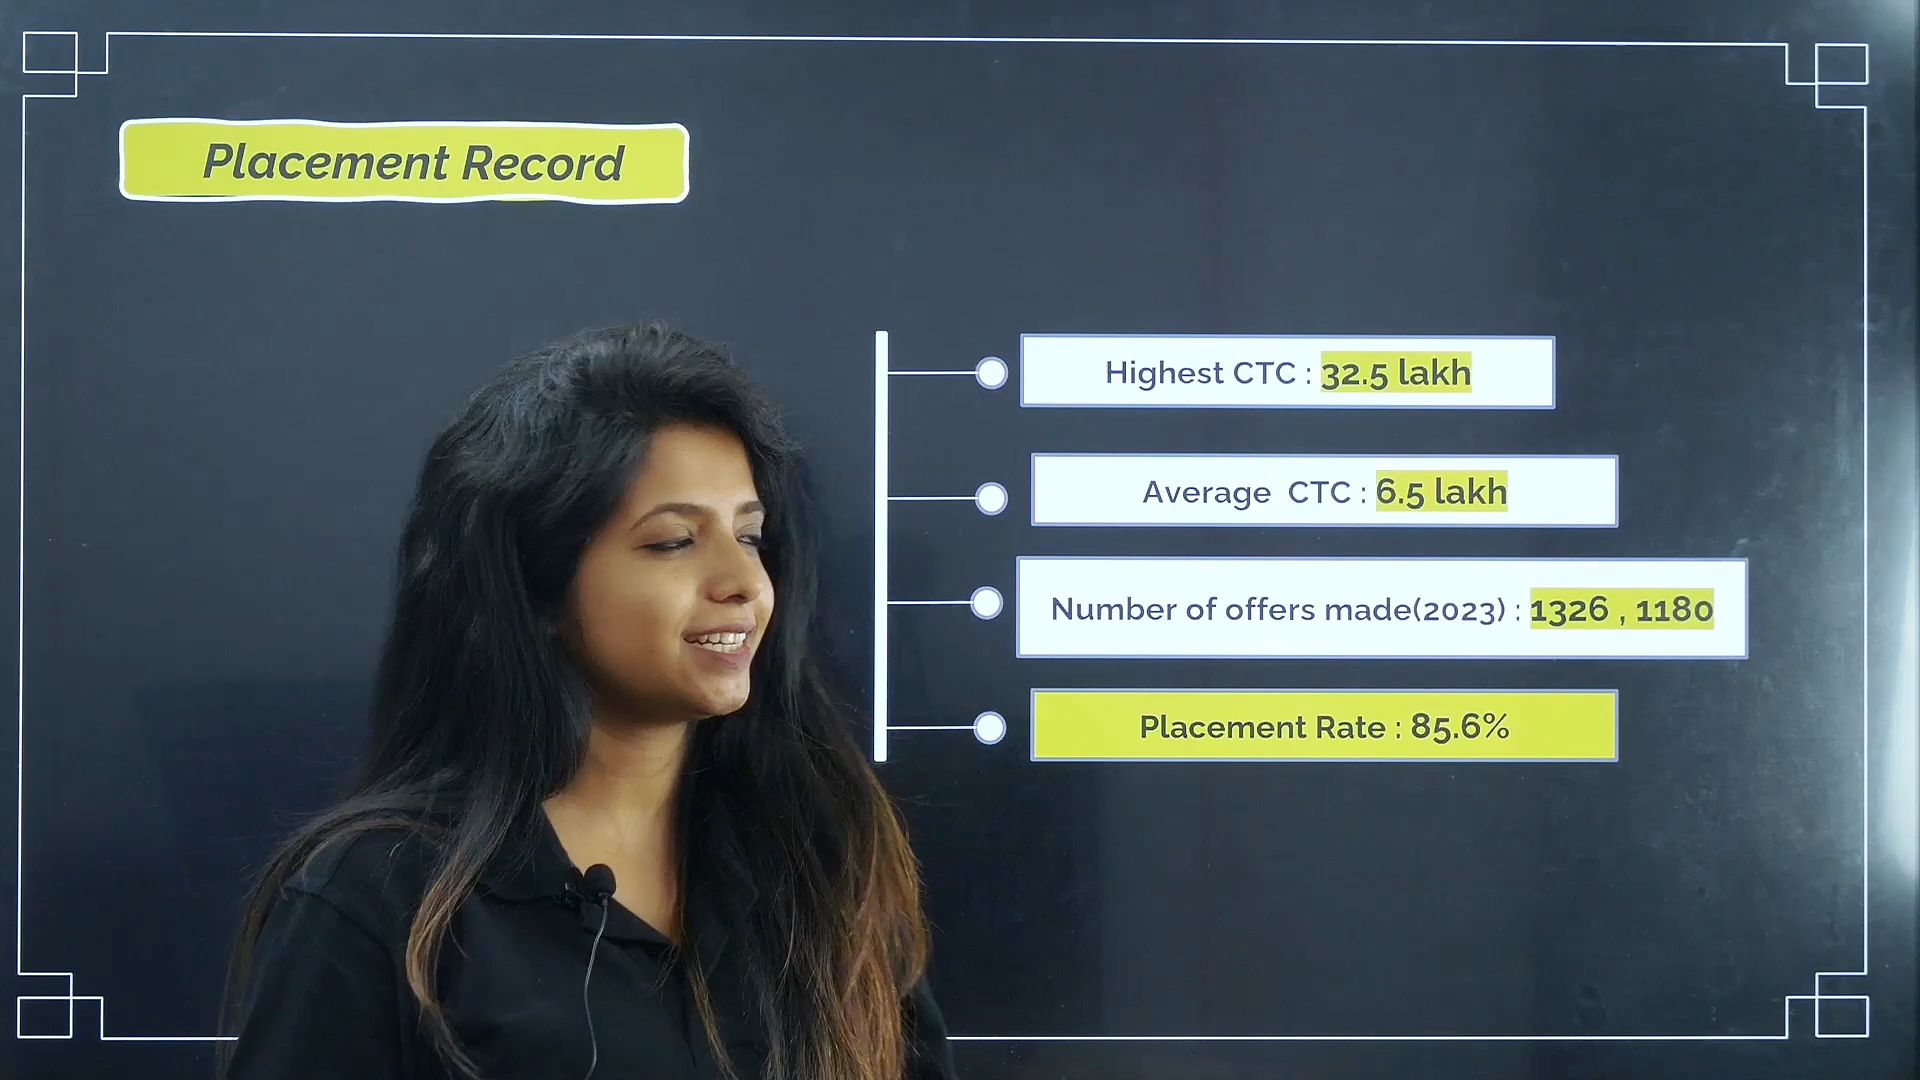 Placement Record
Highest CTC : 32.5 lakh
Average CTC : 6.5 lakh
Number of offers made(2023) : 1326 , 1180
Placement Rate : 85.6%